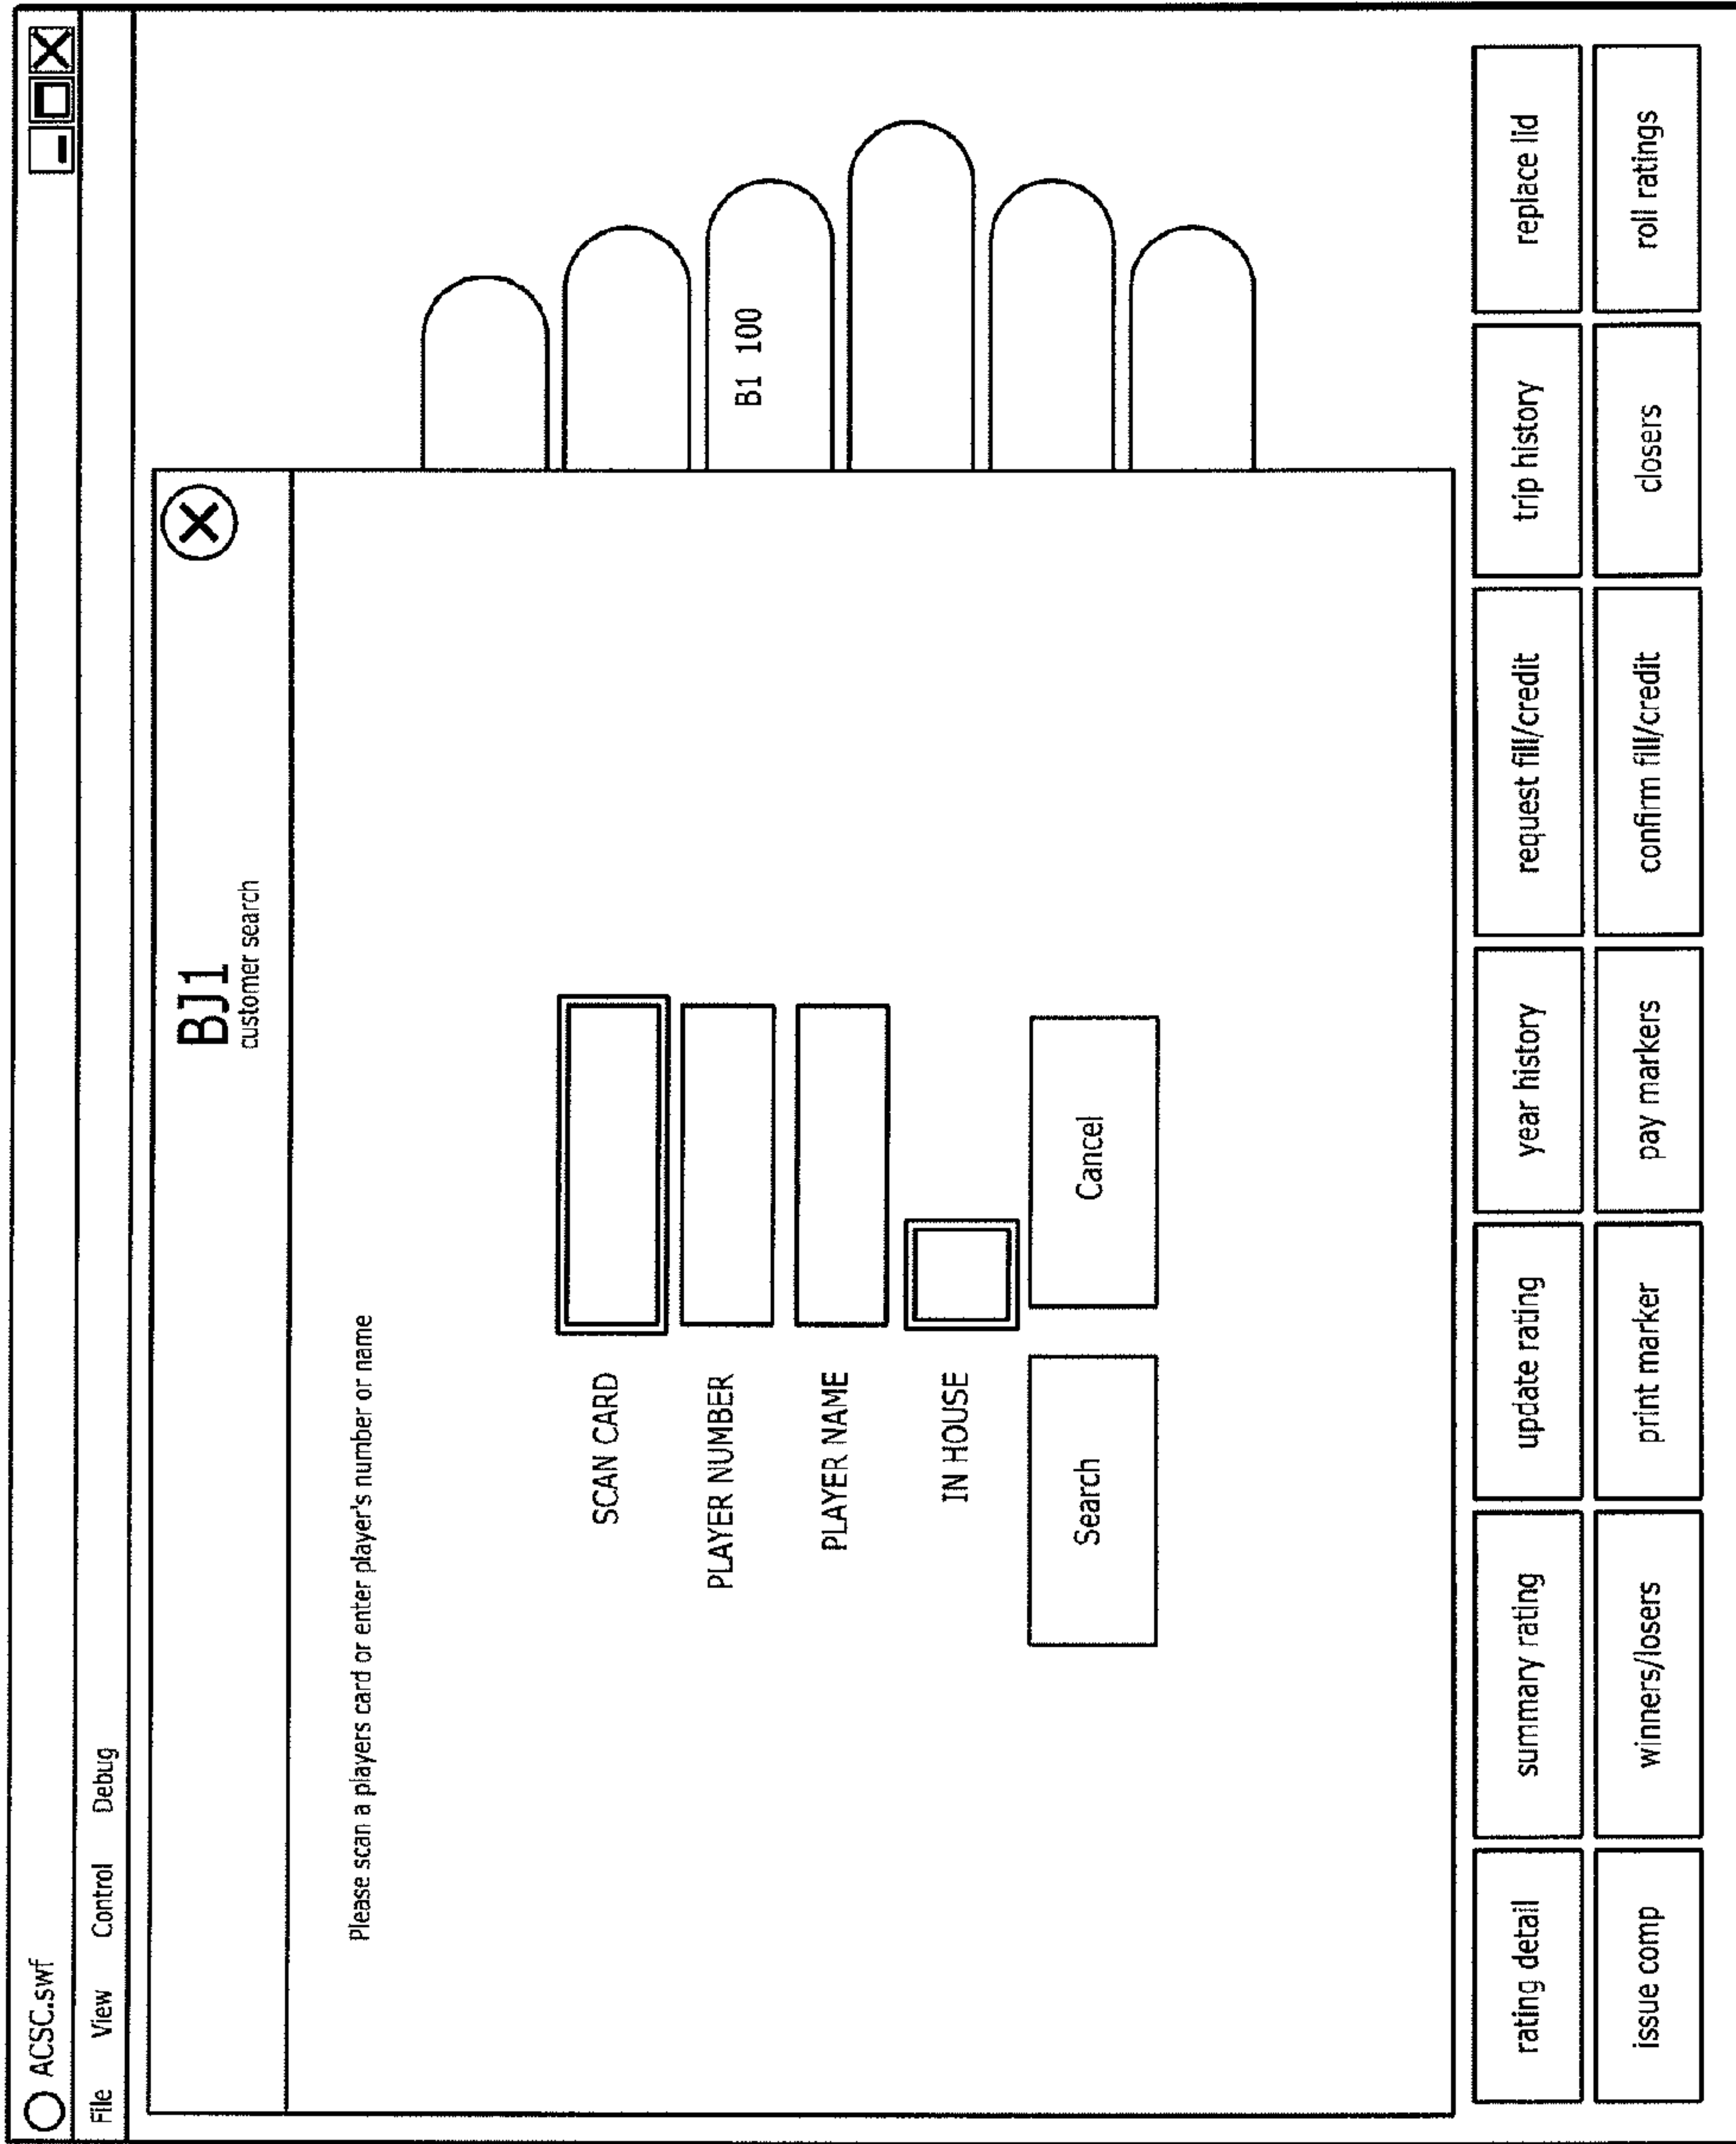 ACSC.swf
File View Control Debug
BJ1
customer search
Please scan a players card or enter player's number or name
SCAN CARD
PLAYER NUMBER
B1 100
PLAYER NAME
IN HOUSE
Search Cancel
rating detail summary rating update rating year history request fill/credit trip history replace lid
issue comp winners/losers print marker pay markers confirm fill/credit closers roll ratings